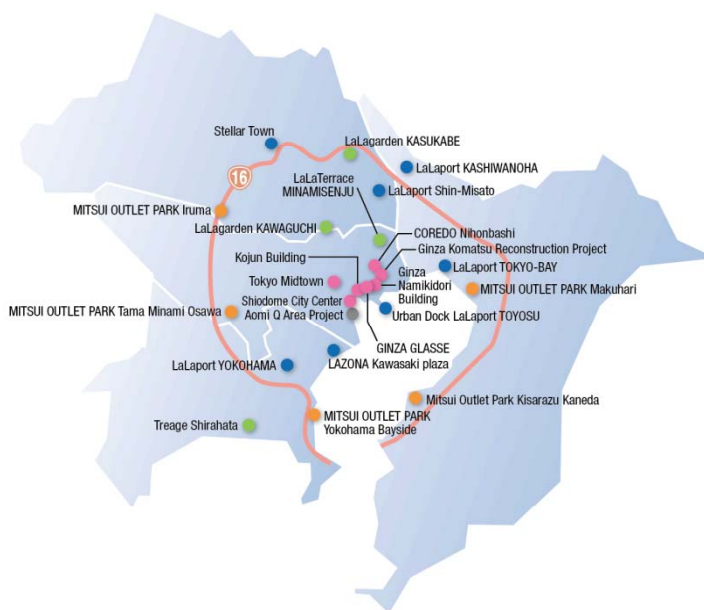 Stellar Town
LaLagarden KASUKABE
16
LaLaport KASHIWANOHA
LaLaTerrace
MINAMISENJU
LaLaport Shin-Misato
MITSUI OUTLET PARK Iruma
LaLagarden KAWAGUCHI
COREDO Nihonbashi
Ginza Komatsu Reconstruction Project
Kojun Building
LaLaport TOKYO-BAY
Tokyo Midtown
Ginza
Namikidori
Building
MITSUI OUTLET PARK Makuhari
Shiodome City Center
MITSUI OUTLET PARK Tama Minami Osawa
Aomi Q Area Project
Urban Dock LaLaport TOYOSU
GINZA GLASSE
LAZONA Kawasaki plaza
LaLaport YOKOHAMA
Mitsui Outlet Park Kisarazu Kaneda
MITSUI OUTLET PARK
Yokohama Bayside
Treage Shirahata